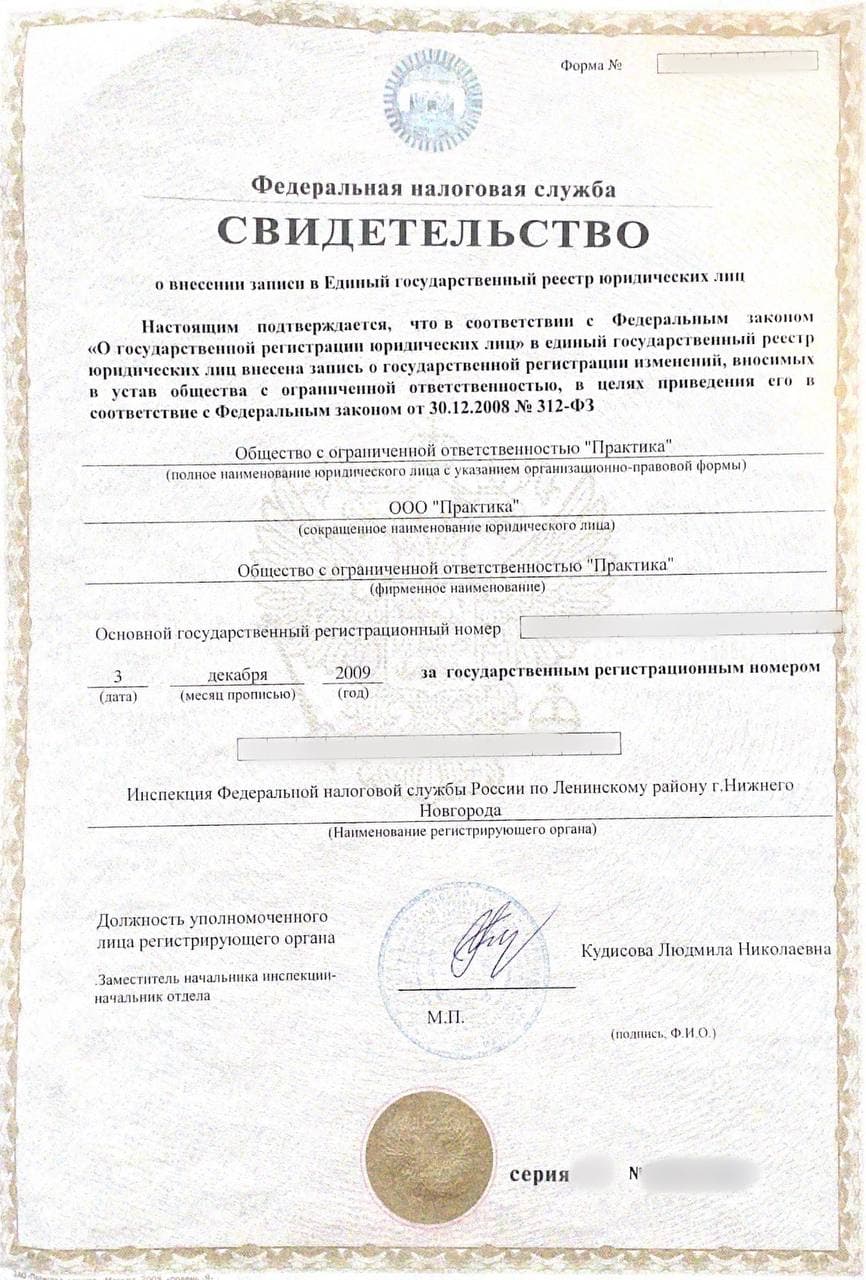 Форма №
Федеральная налоговая служба
СВИДЕТЕЛЬСТВО
о внесении записи в Единый государственный реестр юридических лиц
Настоящим подтверждается, что в соответствии с Федеральным законом
«О государственной регистрации юридических лиц» в единый государственный реестр
юридических лиц внесена запись о государственной регистрации изменений, вносимых
в устав общества с ограниченной ответственностью, в целях приведения его в
соответствие с Федеральным законом от 30.12.2008 № 312-ФЗ
Общество с ограниченной ответственностью "Практика"
(полное наименование юридического лица с указанием организационно-правовой формы)
ООО "Практика"
(сокращенное наименование юридического лица)
Общество с ограниченной ответственностью "Практика"
(фирменное наименование)
Основной государственный регистрационный номер
3 декабря 2009 за государственным регистрационным номером
(дата) (месяц прописью) (год)
Инспекция Федеральной налоговой службы России по Ленинскому району г.Нижнего
Новгорода
(Наименование регистрирующего органа)
Должность уполномоченного
лица регистрирующего органа
Кудисова Людмила Николаевна
.Заместитель начальника инспекции-
начальник отдела
М.П.
(подпись, Ф.И.О.)
серия №